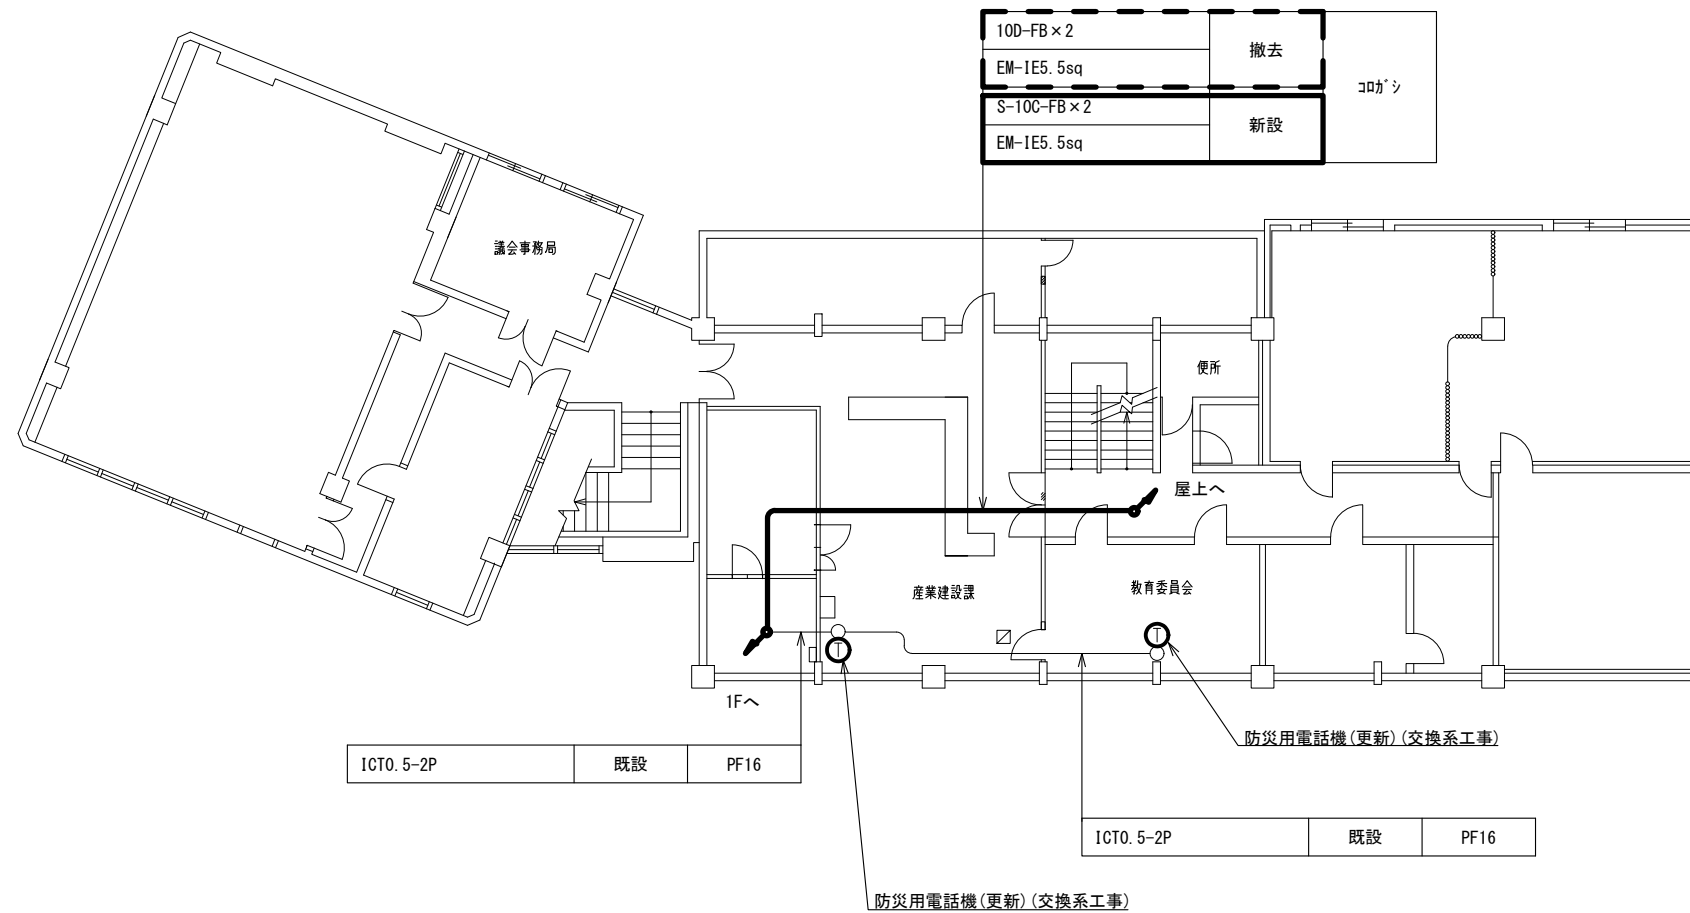 10D-FB×2
撤去
EM-IE5.5sq
コロガシ
S-10C-FB×2
新設
EM-IE5.5sq
議会事務局
便所
屋上へ
産業建設課
教育委員会
T
T
1Fへ
防災用電話機(更新)(交換系工事)
ICT0.5-2P 既設 PF16
ICT0.5-2P 既設 PF16
防災用電話機(更新)(交換系工事)